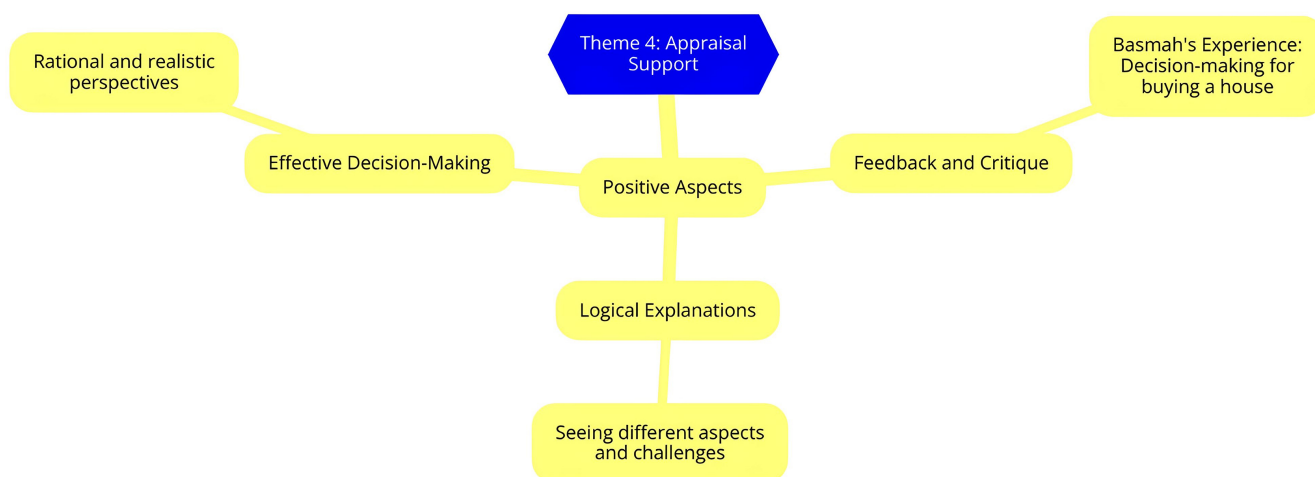 Theme 4: Appraisal
Support
Rational and realistic
perspectives
Basmah's Experience:
Decision-making for
buying a house
Effective Decision-Making
Positive Aspects
Feedback and Critique
Logical Explanations
Seeing different aspects
and challenges